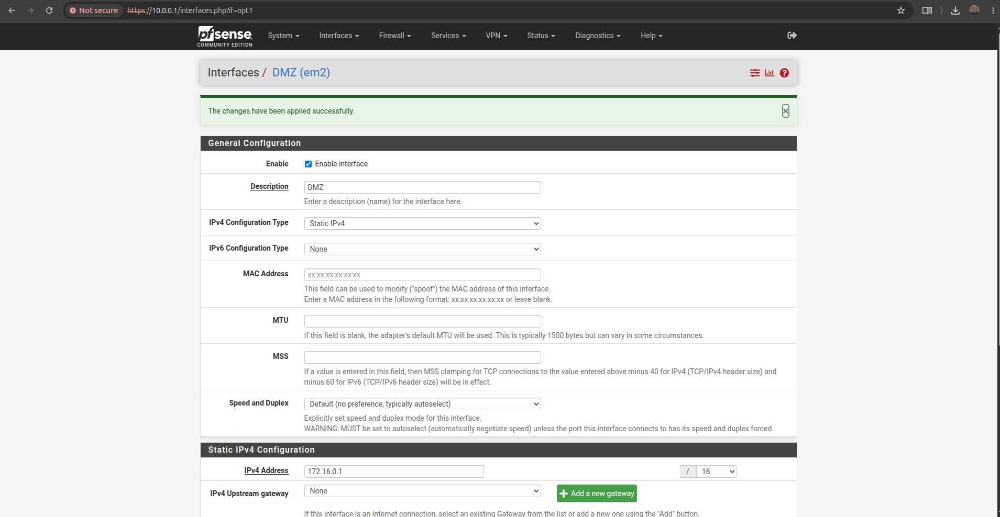 Not secure https://10.0.0.1/interfaces.php?if=opt1
pfsense
COMMUNITY EDITION
System Interfaces Firewall Services VPN Status Diagnostics Help
Interfaces / DMZ (em2)
The changes have been applied successfully.
General Configuration
Enable Enable interface
Description DMZ
Enter a description (name) for the interface here.
IPv4 Configuration Type Static IPv4
IPv6 Configuration Type None
MAC Address xx:xx:xx:xx:xx:xx
This field can be used to modify ("spoof") the MAC address of this interface.
Enter a MAC address in the following format: xx:xx:xx:xx:xx:xx or leave blank.
MTU
If this field is blank, the adapter's default MTU will be used. This is typically 1500 bytes but can vary in some circumstances.
MSS
If a value is entered in this field, then MSS clamping for TCP connections to the value entered above minus 40 for IPv4 (TCP/IPv4 header size) and
minus 60 for IPv6 (TCP/IPv6 header size) will be in effect.
Speed and Duplex Default (no preference, typically autoselect)
Explicitly set speed and duplex mode for this interface.
WARNING: MUST be set to autoselect (automatically negotiate speed) unless the port this interface connects to has its speed and duplex forced.
Static IPv4 Configuration
IPv4 Address 172.16.0.1 / 16
IPv4 Upstream gateway None Add a new gateway
If this interface is an Internet connection, select an existing Gateway from the list or add a new one using the "Add" button.